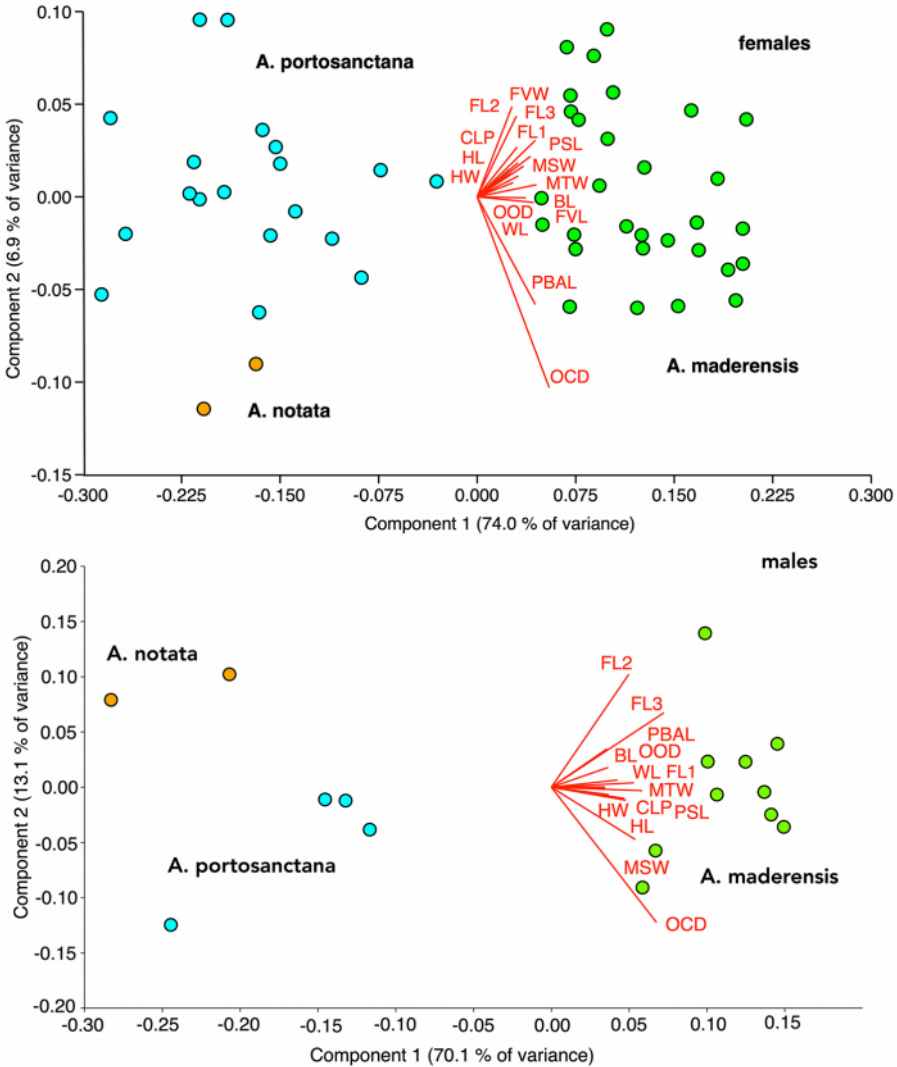 0.10
females
A. portosanctana
FVW
FL2
FL3
0.05
CLP
FL1
PSL
HL
MSW
HW
MTW
0.00
BL
OOD
FVL
WL
Component 2 (6.9 % of variance)
-0.05
PBAL
A. maderensis
OCD
-0.10
A. notata
-0.15
-0.300 -0.225 -0.150 -0.075 0.000 0.075 0.150 0.225 0.300
Component 1 (74.0 % of variance)
males
0.20
0.15
A. notata
FL2
0.10
FL3
PBAL
0.05
BL OOD
WL FL1
0.00
MTW
HW CLP PSL
HL
Component 2 (13.1 % of variance)
-0.05
A. portosanctana
MSW
A. maderensis
-0.10
OCD
-0.15
-0.20
-0.30 -0.25 -0.20 -0.15 -0.10 -0.05 0.00 0.05 0.10 0.15
Component 1 (70.1 % of variance)